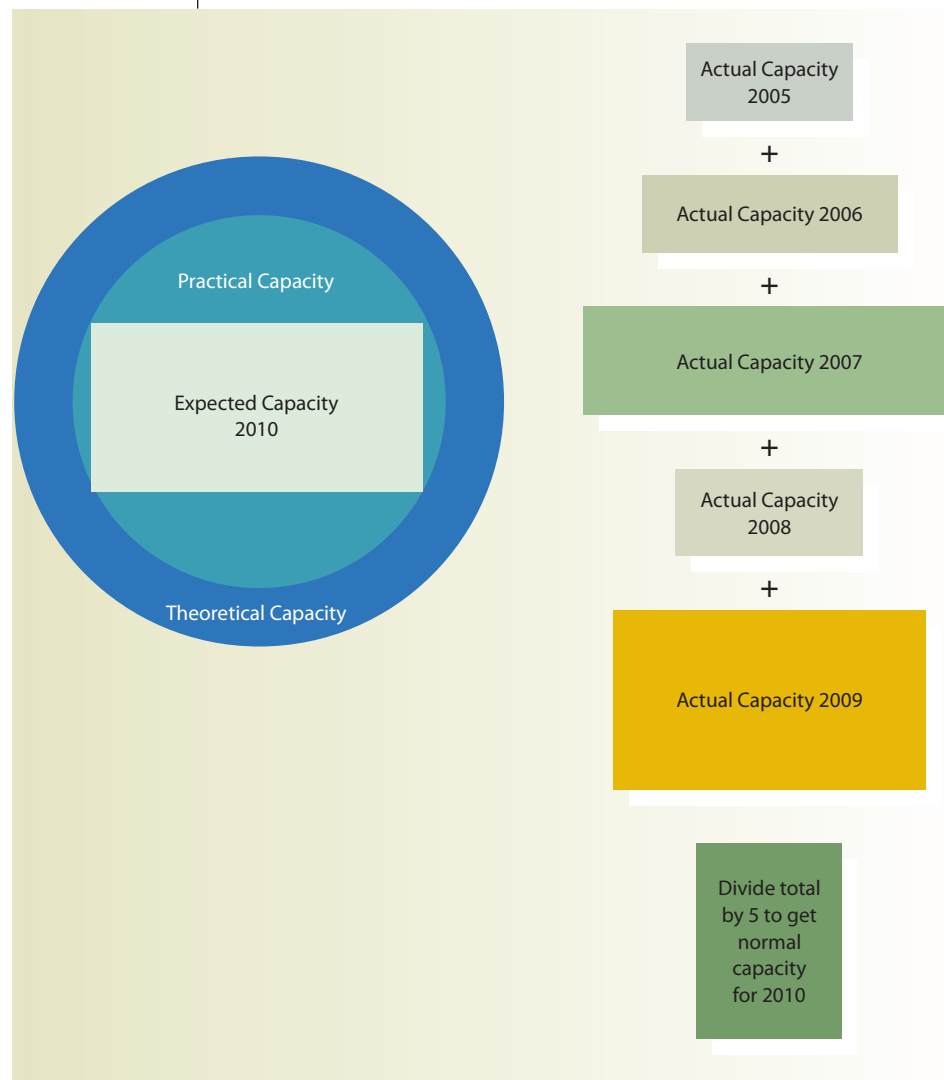 Practical Capacity
Expected Capacity
2010
Theoretical Capacity
Actual Capacity
2005
+
Actual Capacity 2006
+
Actual Capacity 2007
+
Actual Capacity
2008
+
Actual Capacity 2009
Divide total
by 5 to get
normal
capacity
for 2010